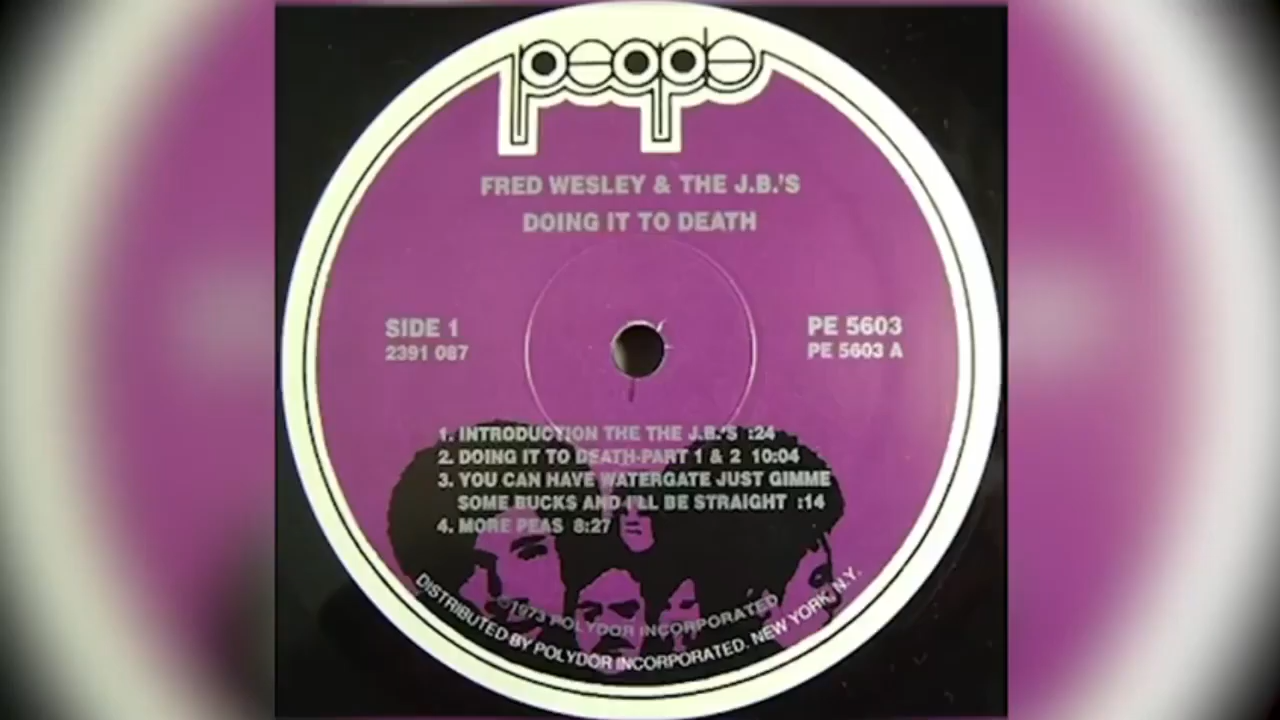 people
FRED WESLEY & THE J.B.'S
DOING IT TO DEATH
SIDE 1
2391 087
PE 5603
PE 5603 A
1. INTRODUCTION THE THE J.B.'S :24
2. DOING IT TO DEATH-PART 1 & 2 10:04
3. YOU CAN HAVE WATERGATE JUST GIMME
SOME BUCKS AND I'LL BE STRAIGHT :14
4. MORE PEAS 8:27
©1973 POLYDOR INCORPORATED
DISTRIBUTED BY POLYDOR INCORPORATED. NEW YORK, N.Y.